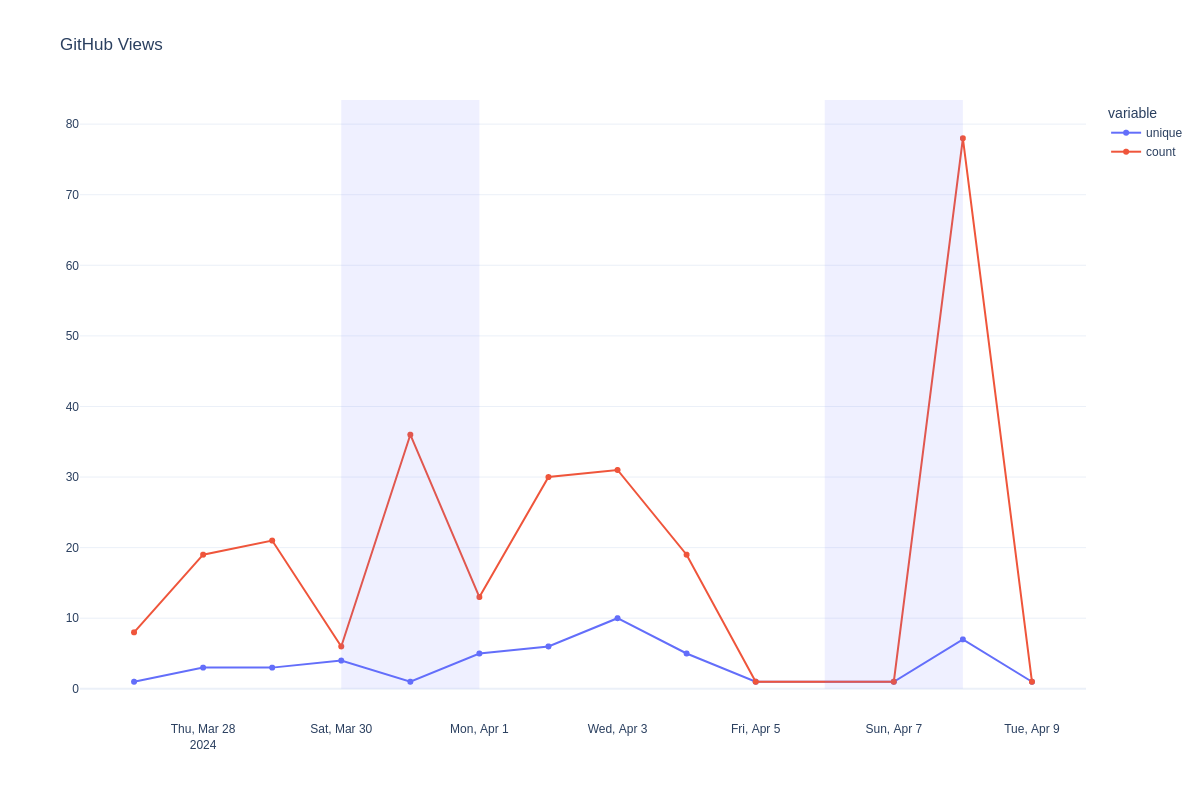 GitHub Views
80
70
60
50
40
30
20
10
0
Thu, Mar 28
2024
Sat, Mar 30
Mon, Apr 1
Wed, Apr 3
Fri, Apr 5
Sun, Apr 7
Tue, Apr 9
variable
unique
count